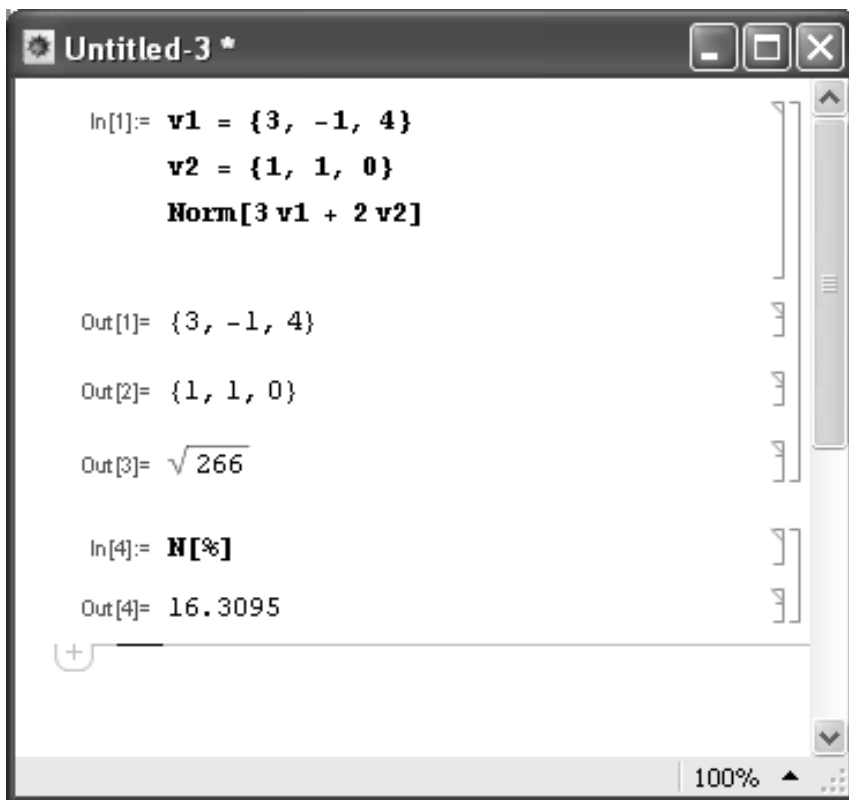 Untitled-3 *
In[1]:= v1 = {3, -1, 4}
v2 = {1, 1, 0}
Norm[3 v1 + 2 v2]
Out[1]= {3, -1, 4}
Out[2]= {1, 1, 0}
Out[3]= √266
In[4]:= N[%]
Out[4]= 16.3095
100%